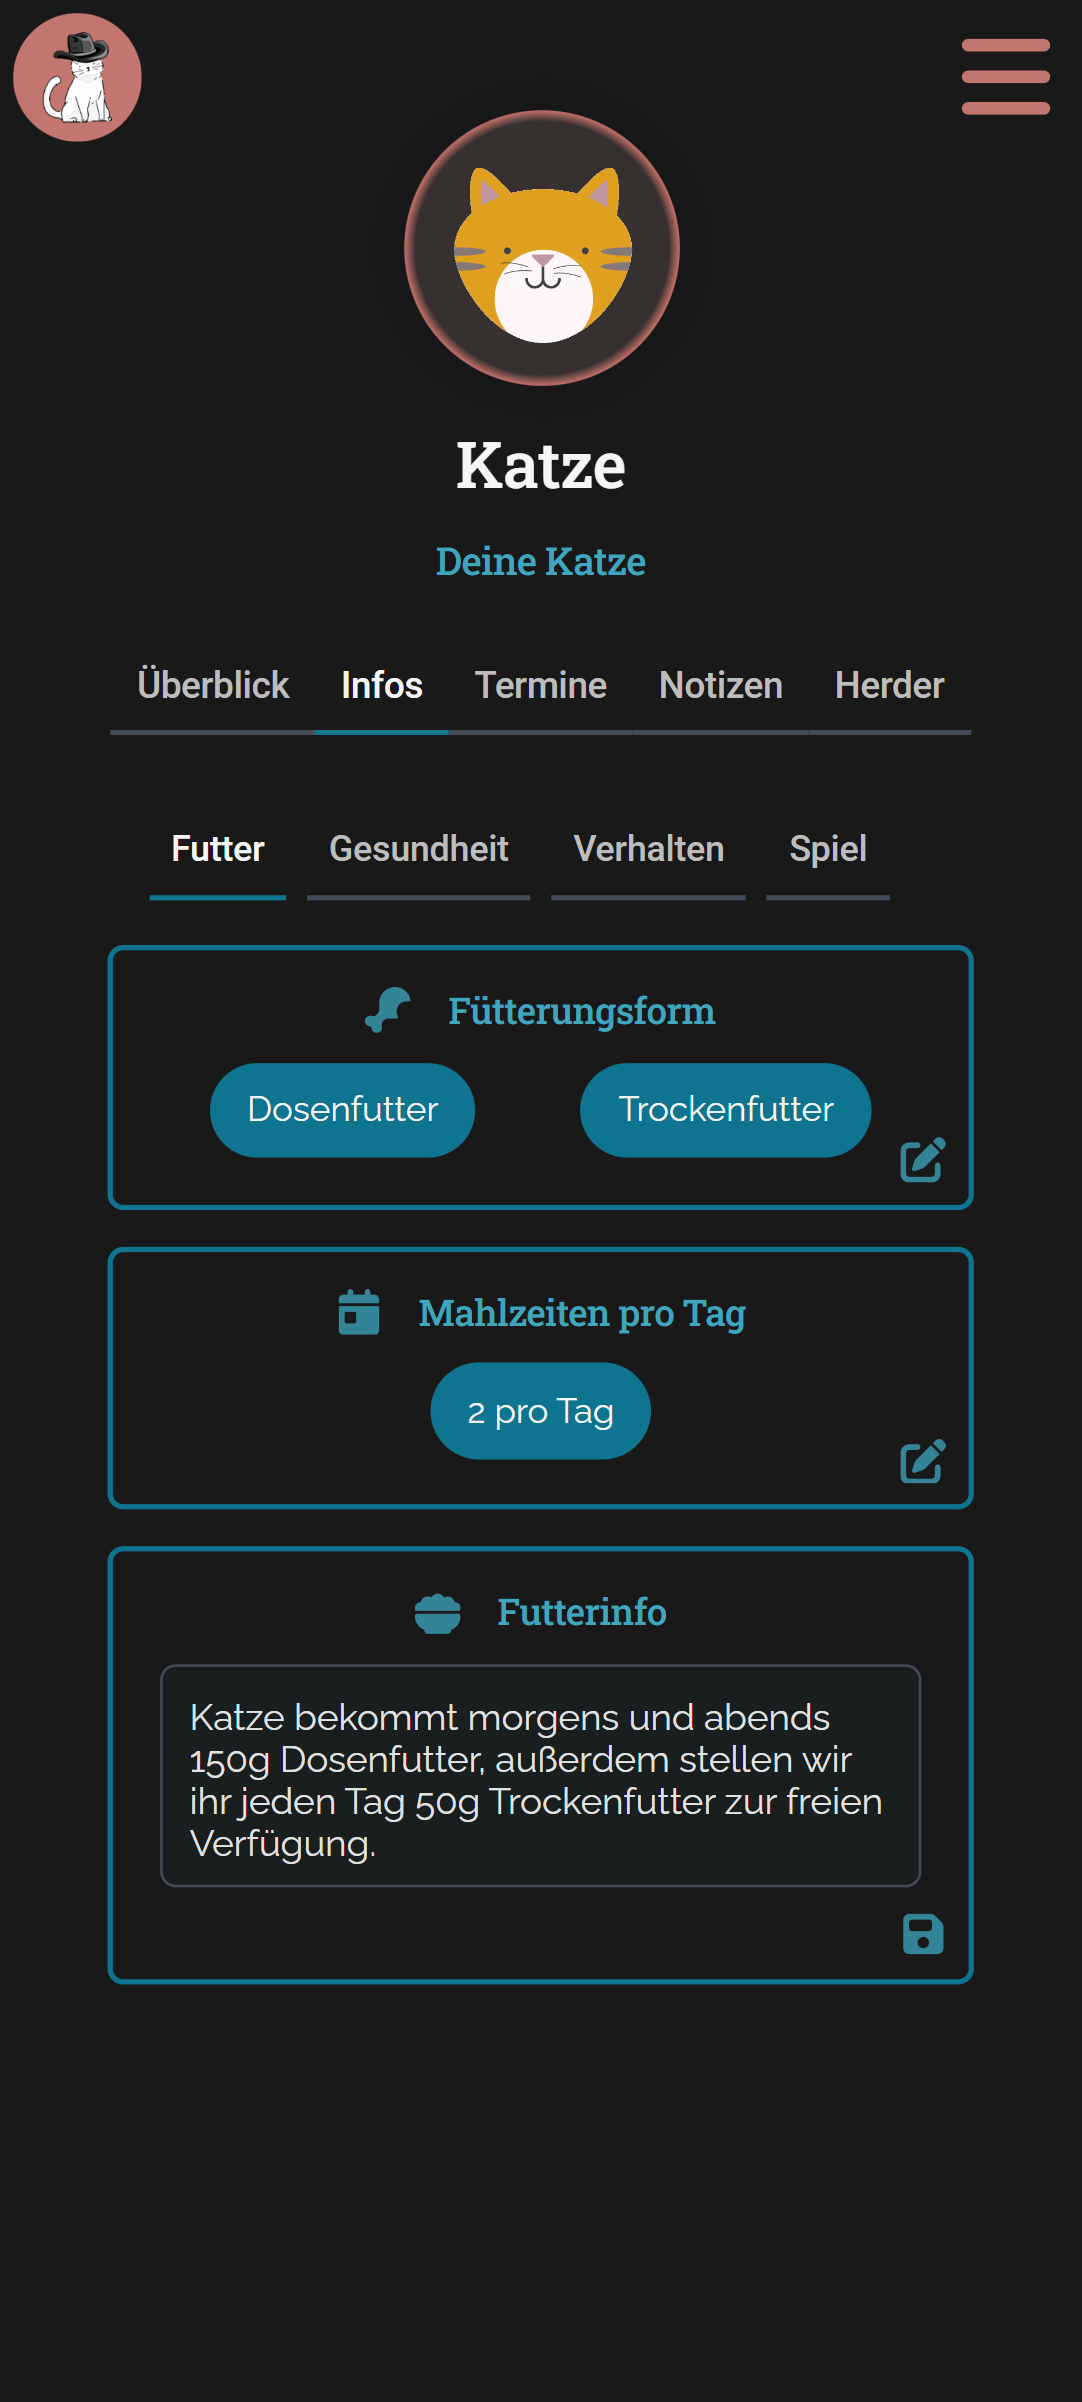 Katze
Deine Katze
Überblick Infos Termine Notizen Herder
Futter Gesundheit Verhalten Spiel
Fütterungsform
Dosenfutter Trockenfutter
Mahlzeiten pro Tag
2 pro Tag
Futterinfo
Katze bekommt morgens und abends
150g Dosenfutter, außerdem stellen wir
ihr jeden Tag 50g Trockenfutter zur freien
Verfügung.